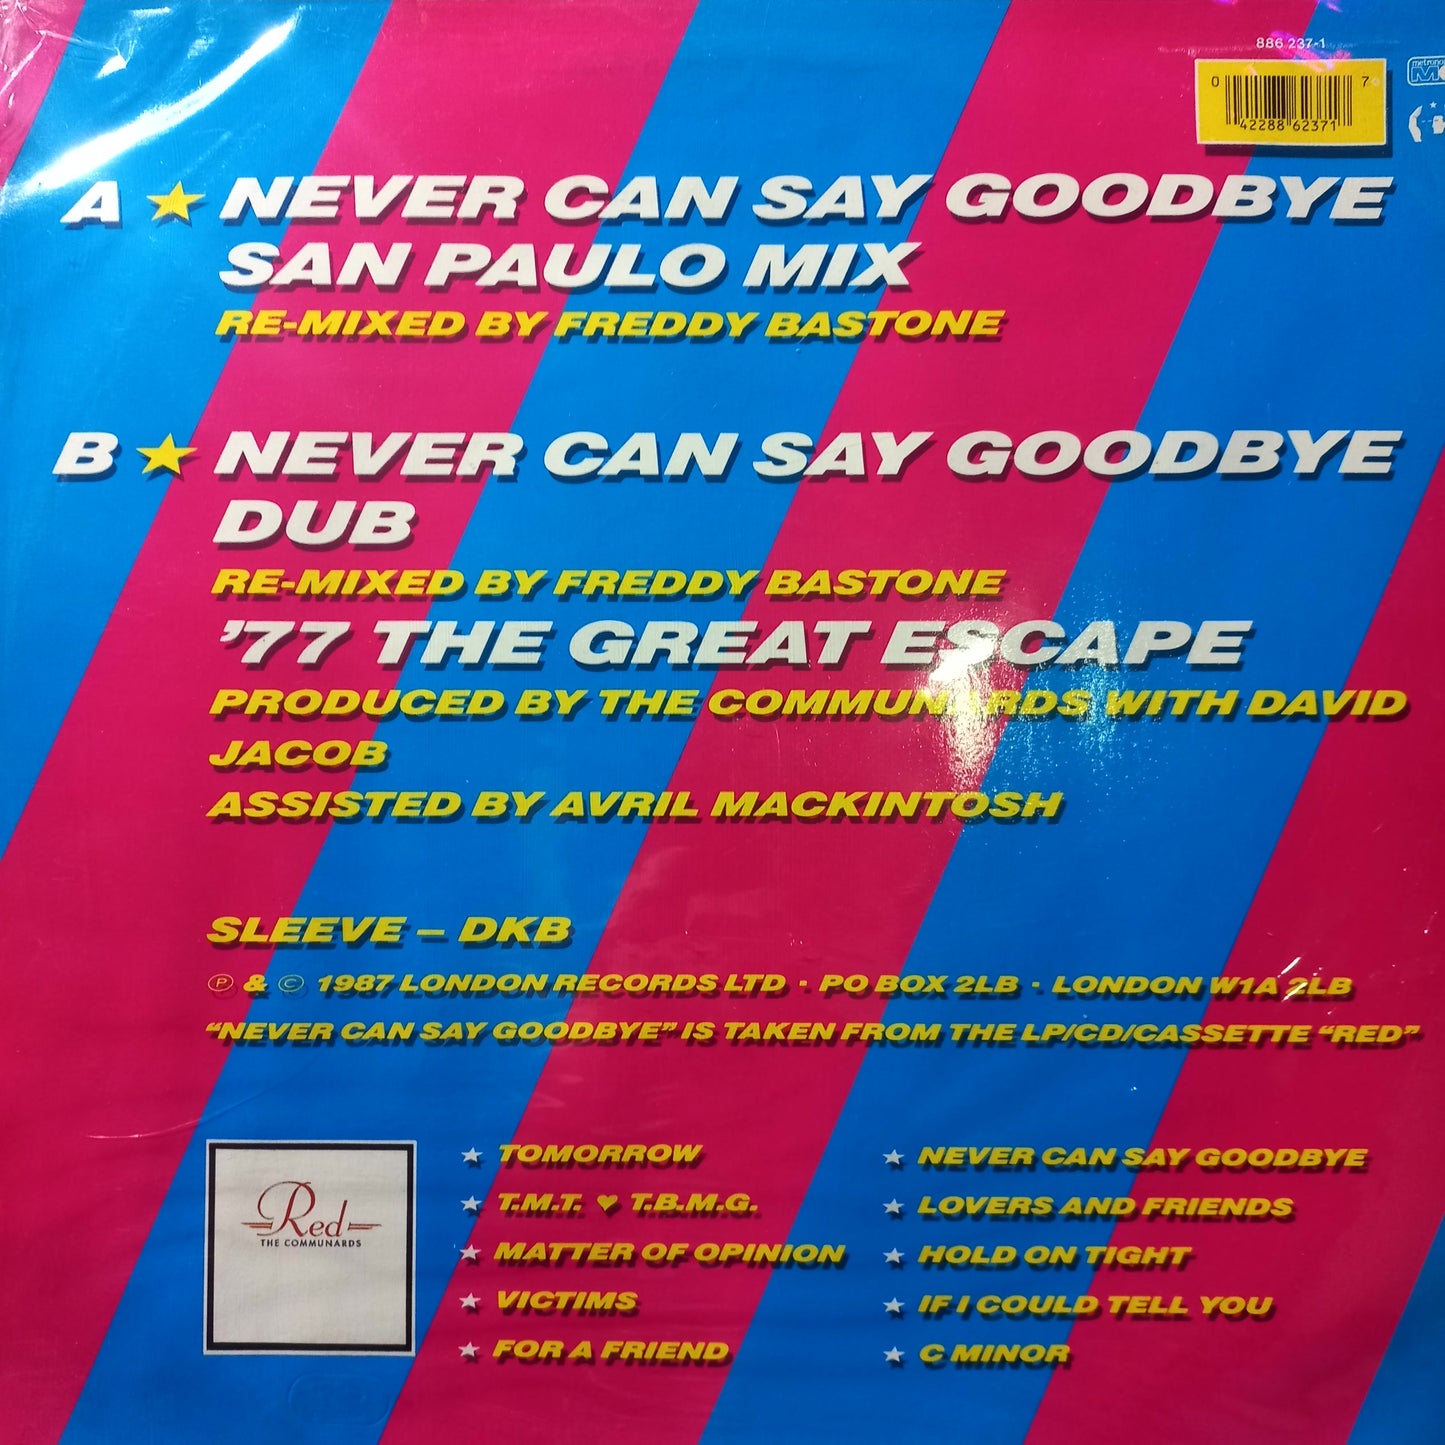 886 237-1
0 42288 62371 7
A ★ NEVER CAN SAY GOODBYE
SAN PAULO MIX
RE-MIXED BY FREDDY BASTONE
B ★ NEVER CAN SAY GOODBYE
DUB
RE-MIXED BY FREDDY BASTONE
'77 THE GREAT ESCAPE
PRODUCED BY THE COMMUNARDS WITH DAVID
JACOB
ASSISTED BY AVRIL MACKINTOSH
SLEEVE – DKB
Ⓟ & © 1987 LONDON RECORDS LTD · PO BOX 2LB · LONDON W1A 2LB
“NEVER CAN SAY GOODBYE” IS TAKEN FROM THE LP/CD/CASSETTE “RED”
Red
THE COMMUNARDS
★ TOMORROW
★ T.M.T. ♥ T.B.M.G.
★ MATTER OF OPINION
★ VICTIMS
★ FOR A FRIEND
★ NEVER CAN SAY GOODBYE
★ LOVERS AND FRIENDS
★ HOLD ON TIGHT
★ IF I COULD TELL YOU
★ C MINOR